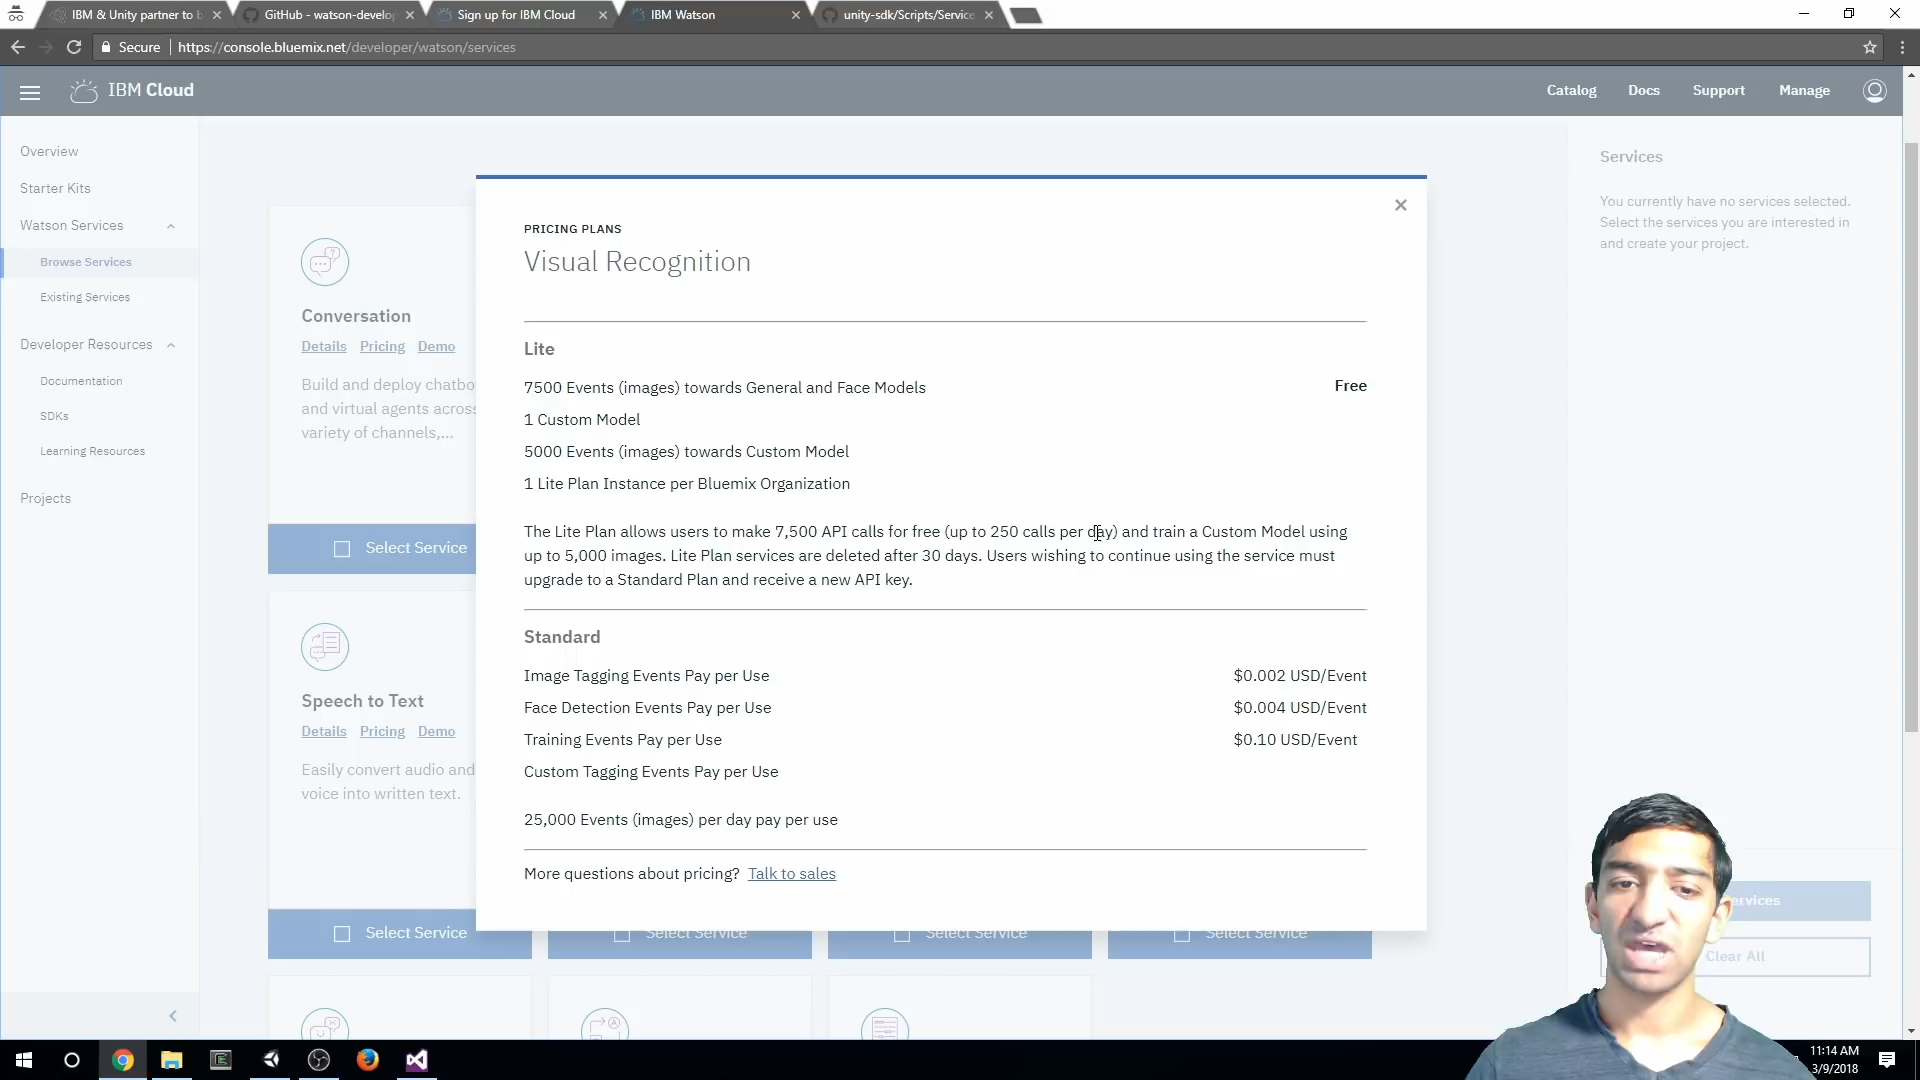 IBM & Unity partner to b
GitHub - watson-develo
Sign up for IBM Cloud
IBM Watson
unity-sdk/Scripts/Service
Secure
https://console.bluemix.net/developer/watson/services
IBM Cloud
Catalog
Docs
Support
Manage
Overview
Starter Kits
Watson Services
Browse Services
Existing Services
Developer Resources
Documentation
SDKs
Learning Resources
Projects
Conversation
Details Pricing Demo
Build and deploy chatbo
and virtual agents across
variety of channels,...
Select Service
Speech to Text
Details Pricing Demo
Easily convert audio and
voice into written text.
Select Service
Select Service
Select Service
Select Service
PRICING PLANS
Visual Recognition
Lite
7500 Events (images) towards General and Face Models
Free
1 Custom Model
5000 Events (images) towards Custom Model
1 Lite Plan Instance per Bluemix Organization
The Lite Plan allows users to make 7,500 API calls for free (up to 250 calls per day) and train a Custom Model using
up to 5,000 images. Lite Plan services are deleted after 30 days. Users wishing to continue using the service must
upgrade to a Standard Plan and receive a new API key.
Standard
Image Tagging Events Pay per Use $0.002 USD/Event
Face Detection Events Pay per Use $0.004 USD/Event
Training Events Pay per Use $0.10 USD/Event
Custom Tagging Events Pay per Use
25,000 Events (images) per day pay per use
More questions about pricing? Talk to sales
Services
You currently have no services selected.
Select the services you are interested in
and create your project.
ervices
Clear All
11:14 AM
3/9/2018